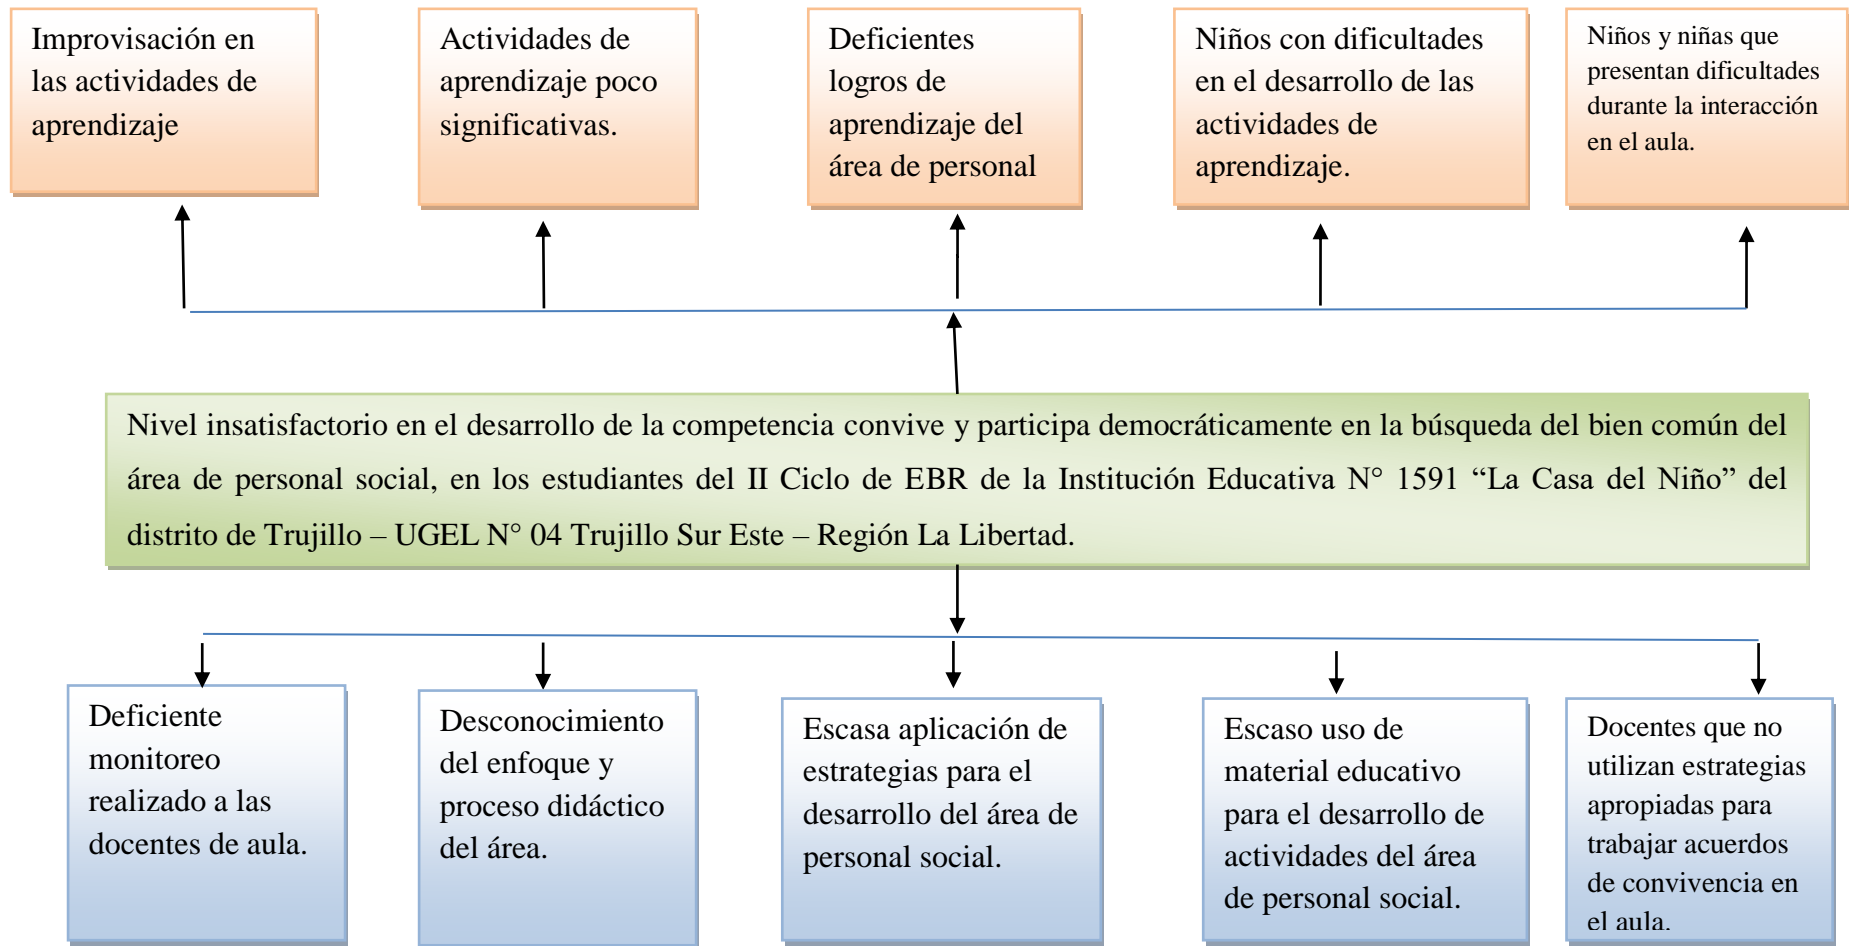 Improvisación en
las actividades de
aprendizaje
Actividades de
aprendizaje poco
significativas.
Deficientes
logros de
aprendizaje del
área de personal
Niños con dificultades
en el desarrollo de las
actividades de
aprendizaje.
Niños y niñas que
presentan dificultades
durante la interacción
en el aula.
Nivel insatisfactorio en el desarrollo de la competencia convive y participa democráticamente en la búsqueda del bien común del
área de personal social, en los estudiantes del II Ciclo de EBR de la Institución Educativa N° 1591 “La Casa del Niño” del
distrito de Trujillo – UGEL N° 04 Trujillo Sur Este – Región La Libertad.
Deficiente
monitoreo
realizado a las
docentes de aula.
Desconocimiento
del enfoque y
proceso didáctico
del área.
Escasa aplicación de
estrategias para el
desarrollo del área de
personal social.
Escaso uso de
material educativo
para el desarrollo de
actividades del área
de personal social.
Docentes que no
utilizan estrategias
apropiadas para
trabajar acuerdos
de convivencia en
el aula.